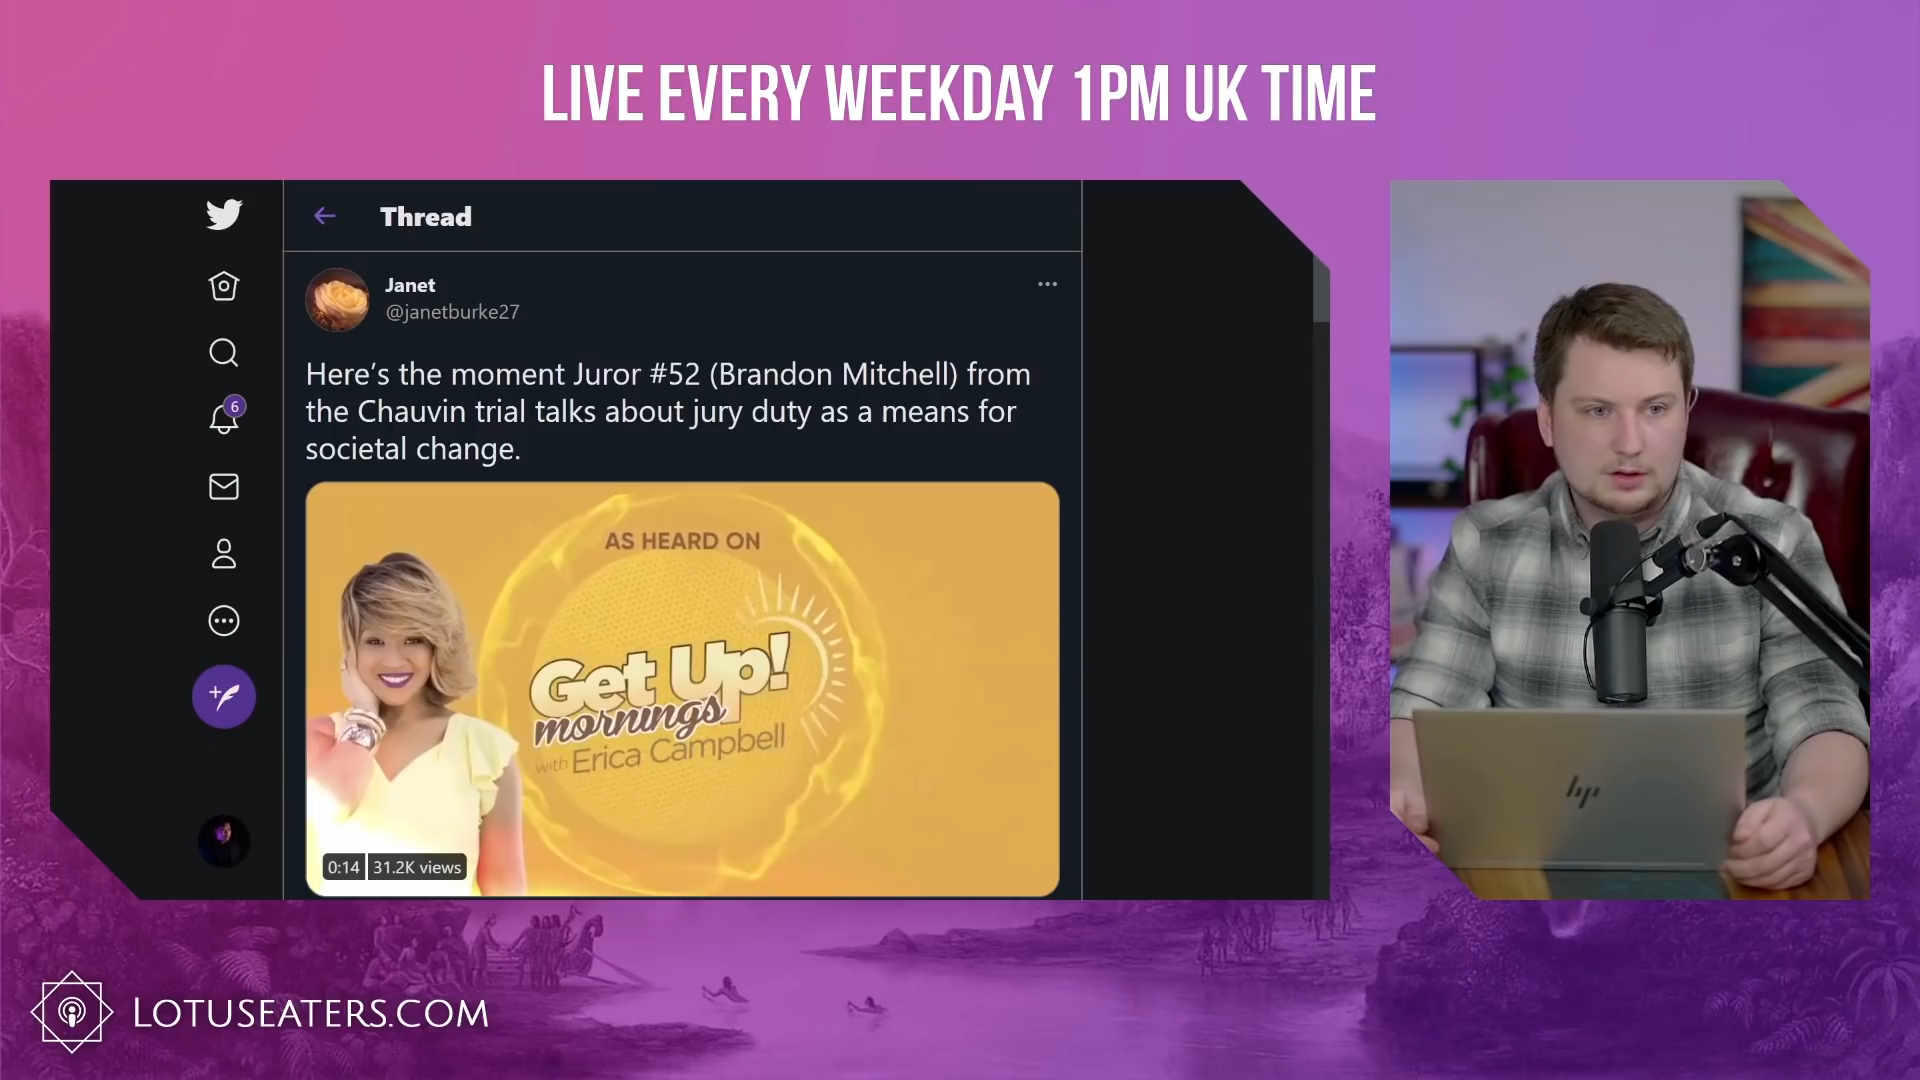 LIVE EVERY WEEKDAY 1PM UK TIME
Thread
Janet
@janetburke27
6
Here’s the moment Juror #52 (Brandon Mitchell) from
the Chauvin trial talks about jury duty as a means for
societal change.
AS HEARD ON
Get Up!
mornings
with Erica Campbell
0:14 31.2K views
hp
LOTUSEATERS.COM